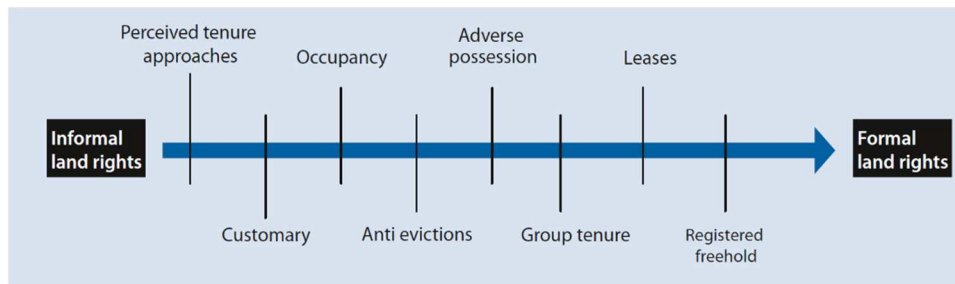 Perceived tenure
approaches
Occupancy
Adverse
possession
Leases
Informal
land rights
Formal
land rights
Customary
Anti evictions
Group tenure
Registered
freehold